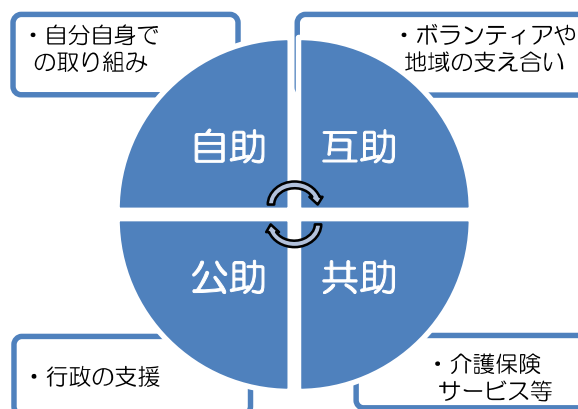 ・自分自身で
の取り組み
・ボランティアや
地域の支え合い
自助
互助
公助
共助
・行政の支援
・介護保険
サービス等